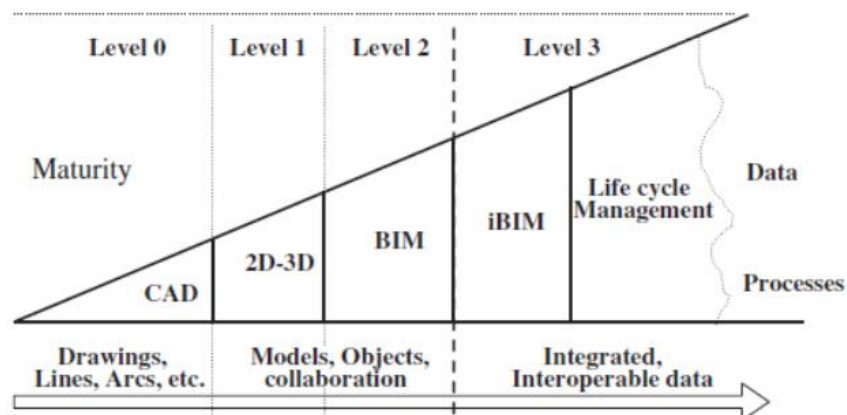 Level 0
Level 1
Level 2
Level 3
Maturity
CAD
2D-3D
BIM
iBIM
Life cycle
Management
Data
Processes
Drawings,
Lines, Arcs, etc.
Models, Objects,
collaboration
Integrated,
Interoperable data